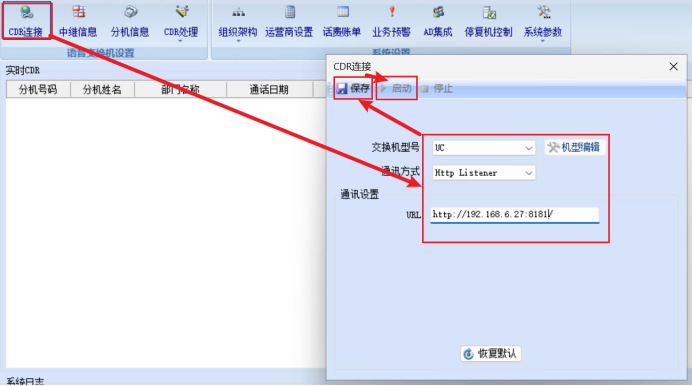 CDR连接 中继信息 分机信息 CDR处理 组织架构 运营商设置 话费账单 业务预警 AD集成 停复机控制 系统参数
语音交换机设置 系统设置
实时CDR
分机号码 分机姓名 部门名称 通话日期
CDR连接
保存 启动 停止
交换机型号 UC 机型编辑
通讯方式 Http Listener
通讯设置
URL http://192.168.6.27:8181/
恢复默认
系统日志